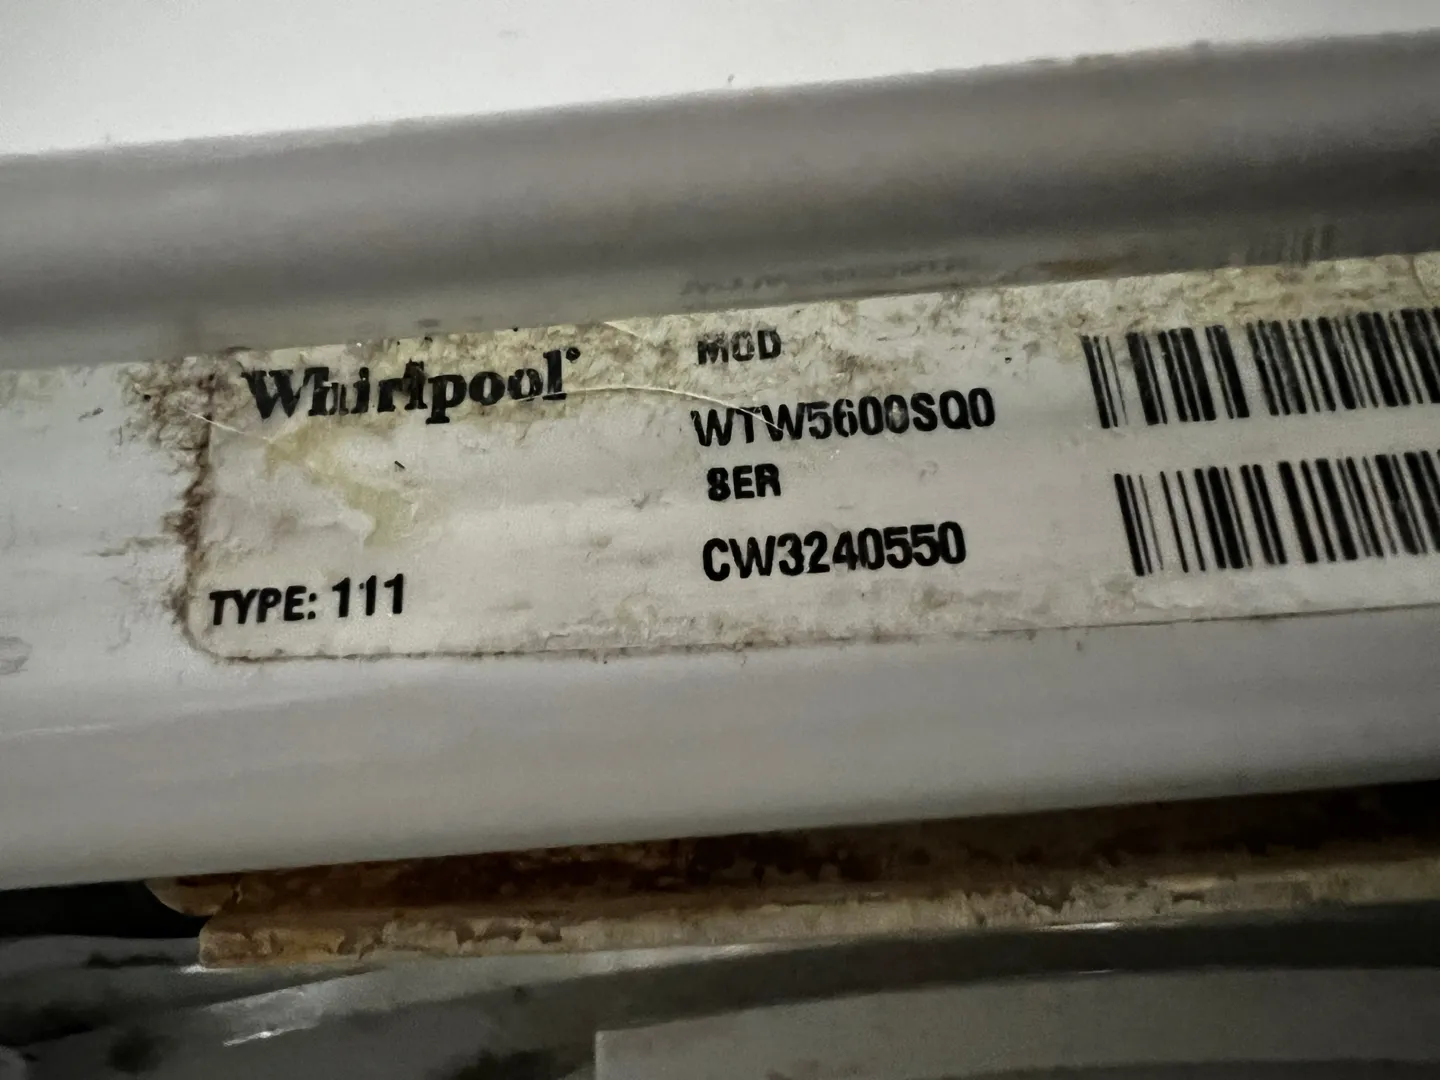 Whirlpool®
MOD
WTW5600SQ0
SER
CW3240550
TYPE: 111